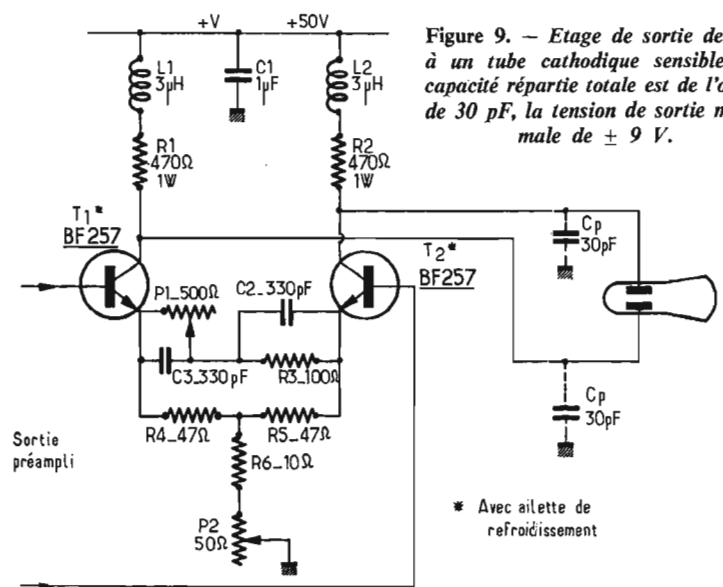 +V
+50V
Figure 9. — Etage de sortie de
à un tube cathodique sensible
capacité répartie totale est de l'o
de 30 pF, la tension de sortie m
male de ± 9 V.
L1
3µH
C1
1µF
L2
3µH
R1
470Ω
1W
R2
470Ω
1W
T1*
BF257
T2*
BF257
Cp
30pF
P1_500Ω
C2_330pF
C3_330pF
R3_100Ω
R4_47Ω
R5_47Ω
R6_10Ω
Cp
30pF
Sortie
préampli
P2
50Ω
* Avec ailette de
refroidissement